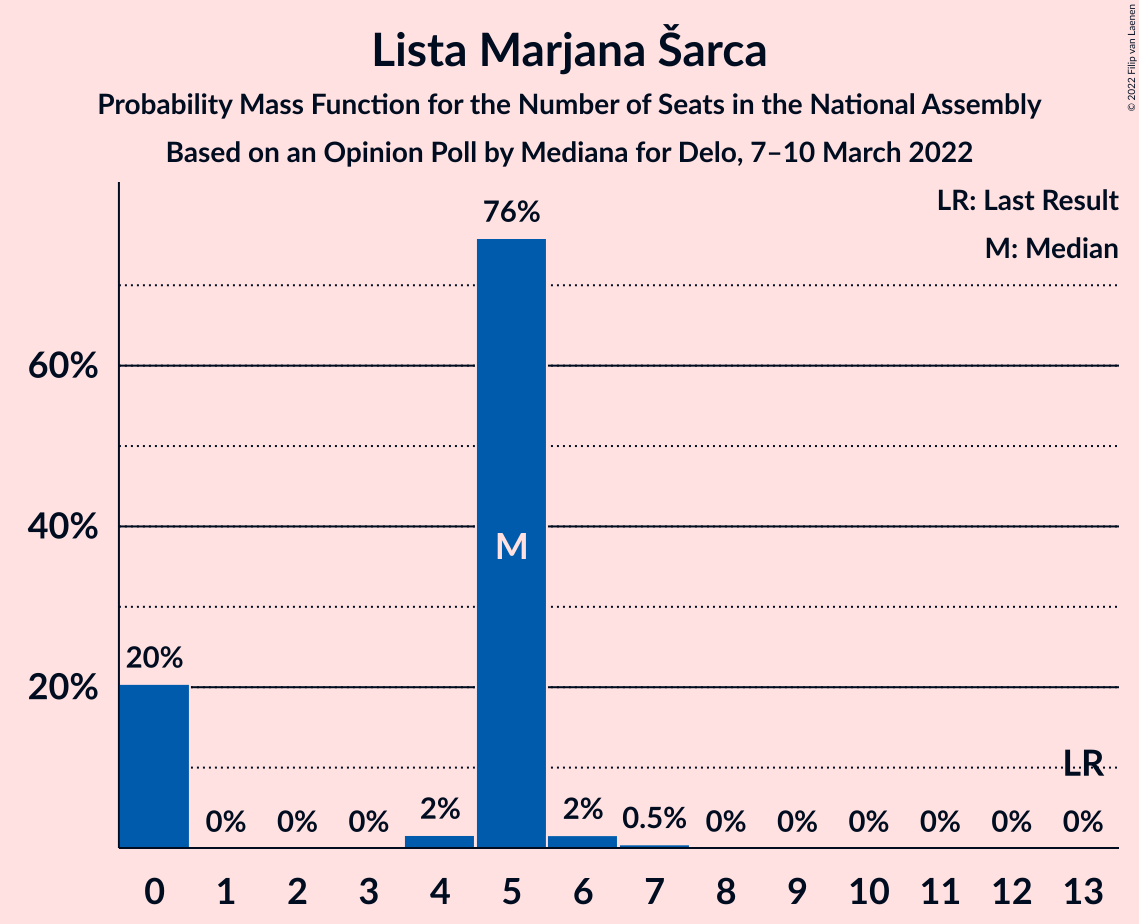 Lista Marjana Šarca
Probability Mass Function for the Number of Seats in the National Assembly
Based on an Opinion Poll by Mediana for Delo, 7–10 March 2022
© 2022 Filip van Laenen
LR: Last Result
M: Median
76%
60%
40%
M
20%
20%
LR
0% 0% 0% 2% 2% 0.5% 0% 0% 0% 0% 0% 0%
0 1 2 3 4 5 6 7 8 9 10 11 12 13